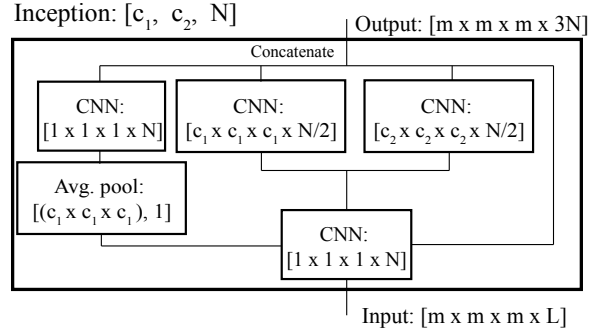 Inception: [c₁, c₂, N]
Output: [m x m x m x 3N]
Concatenate
CNN:
[1 x 1 x 1 x N]
CNN:
[c₁ x c₁ x c₁ x N/2]
CNN:
[c₂ x c₂ x c₂ x N/2]
Avg. pool:
[(c₁ x c₁ x c₁), 1]
CNN:
[1 x 1 x 1 x N]
Input: [m x m x m x L]